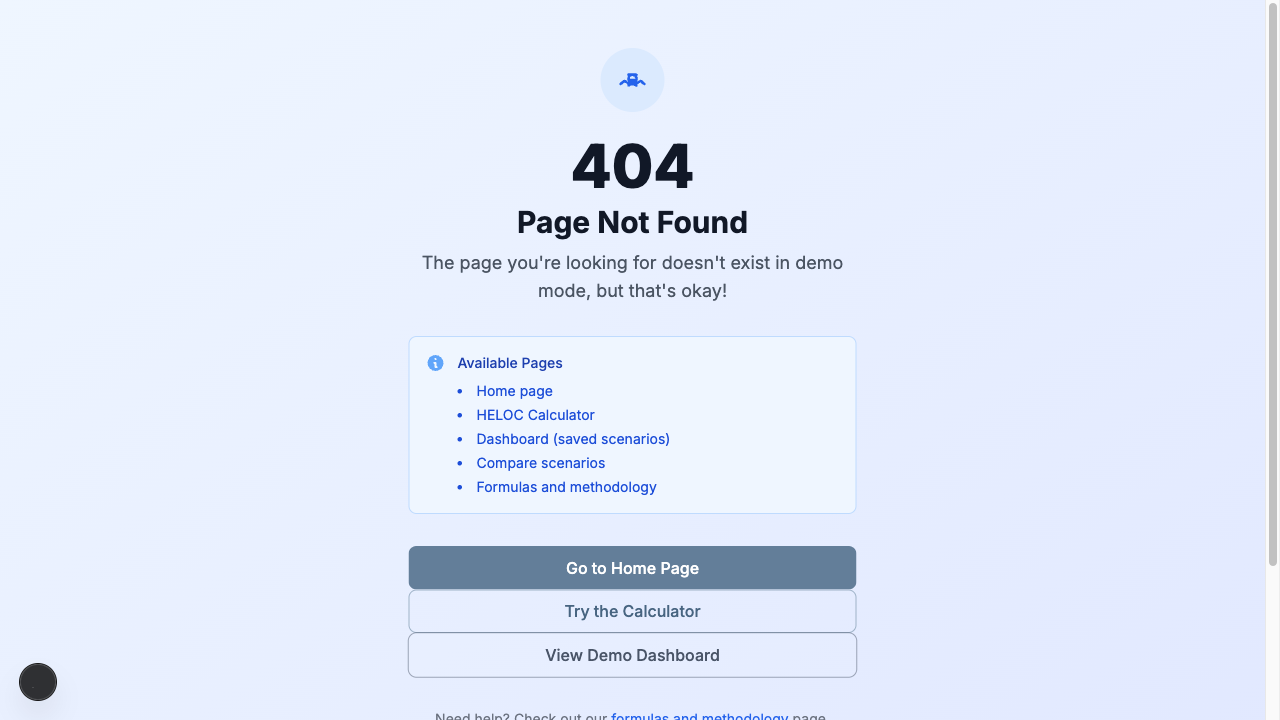 404
Page Not Found
The page you're looking for doesn't exist in demo
mode, but that's okay!
Available Pages
• Home page
• HELOC Calculator
• Dashboard (saved scenarios)
• Compare scenarios
• Formulas and methodology
Go to Home Page
Try the Calculator
View Demo Dashboard
Need help? Check out our formulas and methodology page